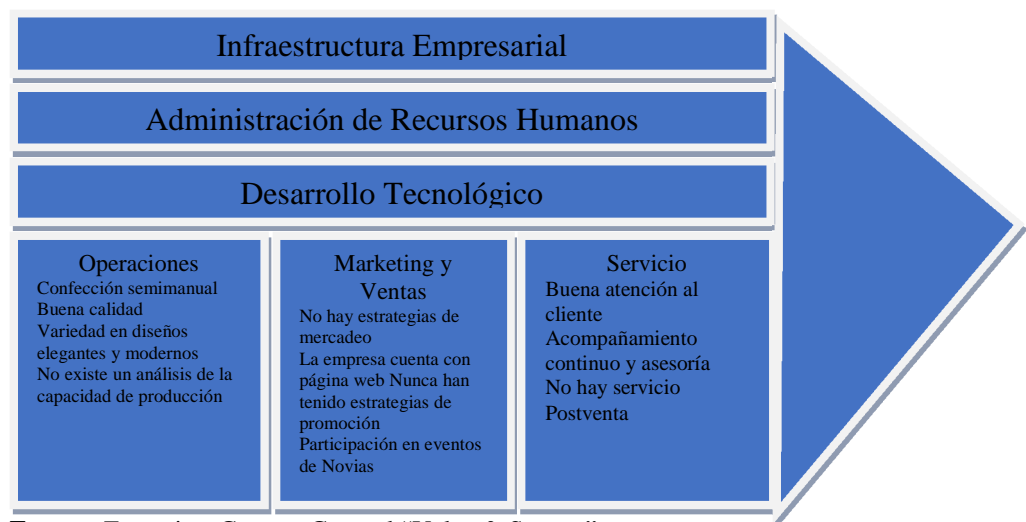 Infraestructura Empresarial
Administración de Recursos Humanos
Desarrollo Tecnológico
Operaciones
Confección semimanual
Buena calidad
Variedad en diseños
elegantes y modernos
No existe un análisis de la
capacidad de producción
Marketing y
Ventas
No hay estrategias de
mercadeo
La empresa cuenta con
página web Nunca han
tenido estrategias de
promoción
Participación en eventos
de Novias
Servicio
Buena atención al
cliente
Acompañamiento
continuo y asesoría
No hay servicio
Postventa